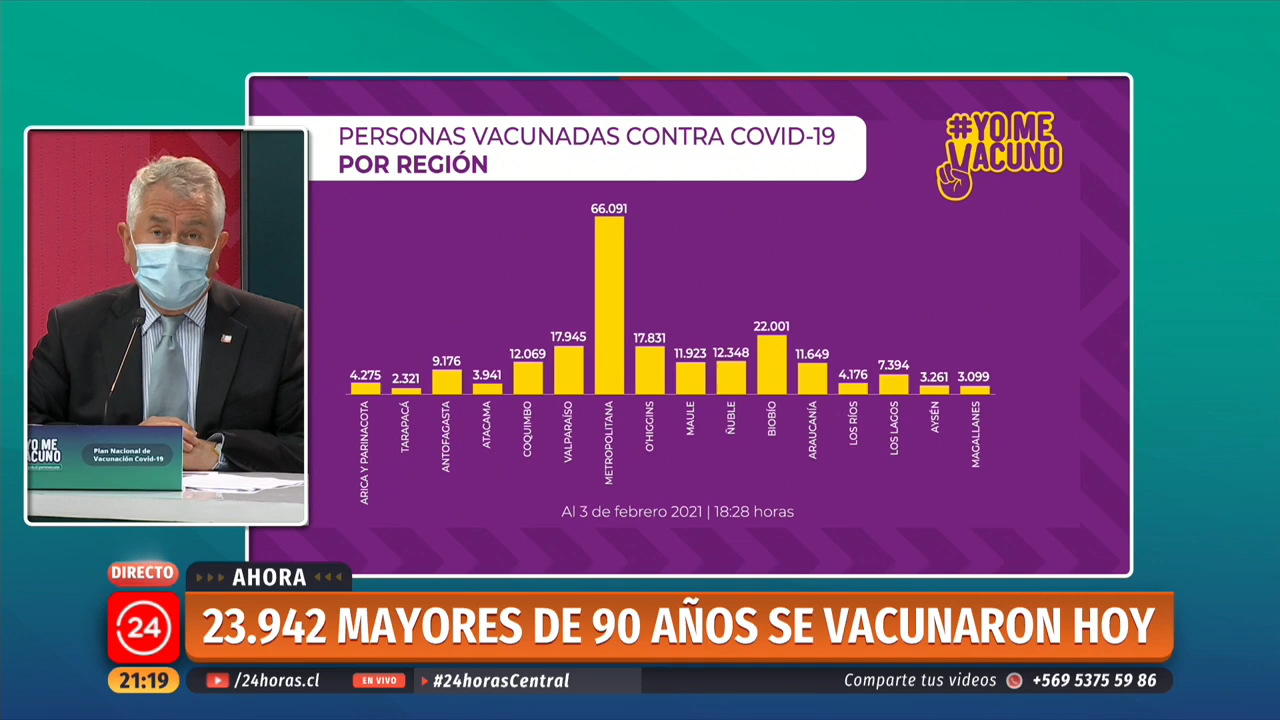 PERSONAS VACUNADAS CONTRA COVID-19
POR REGIÓN
#YO ME
VACUNO
66.091
22.001
17.945
17.831
12.069
11.923
12.348
11.649
9.176
7.394
4.275
2.321
3.941
4.176
3.261
3.099
ARICA Y PARINACOTA
TARAPACÁ
ANTOFAGASTA
ATACAMA
COQUIMBO
VALPARAÍSO
METROPOLITANA
O'HIGGINS
MAULE
ÑUBLE
BIOBÍO
ARAUCANÍA
LOS RÍOS
LOS LAGOS
AYSÉN
MAGALLANES
Al 3 de febrero 2021 | 18:28 horas
YO ME
Plan Nacional de
Vacunación Covid-19
DIRECTO
AHORA
24
23.942 MAYORES DE 90 AÑOS SE VACUNARON HOY
21:19
/24horas.cl
EN VIVO
#24horasCentral
Comparte tus videos
+569 5375 59 86